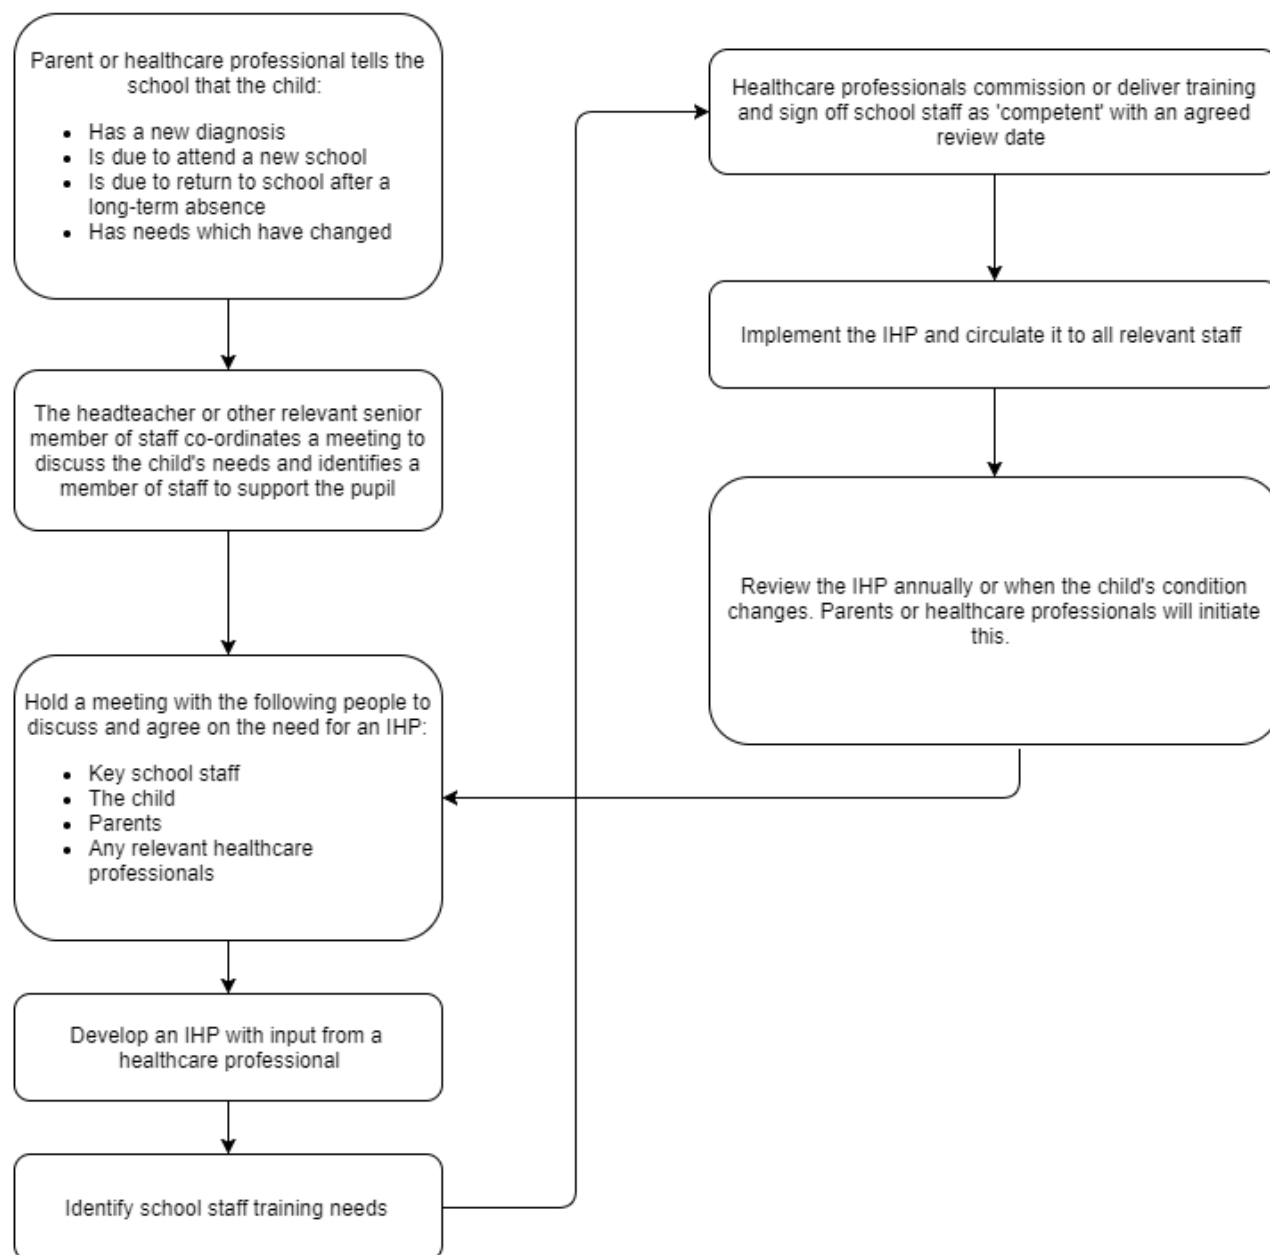 Parent or healthcare professional tells the
school that the child:
• Has a new diagnosis
• Is due to attend a new school
• Is due to return to school after a
long-term absence
• Has needs which have changed
The headteacher or other relevant senior
member of staff co-ordinates a meeting to
discuss the child's needs and identifies a
member of staff to support the pupil
Hold a meeting with the following people to
discuss and agree on the need for an IHP:
• Key school staff
• The child
• Parents
• Any relevant healthcare
professionals
Develop an IHP with input from a
healthcare professional
Identify school staff training needs
Healthcare professionals commission or deliver training
and sign off school staff as 'competent' with an agreed
review date
Implement the IHP and circulate it to all relevant staff
Review the IHP annually or when the child's condition
changes. Parents or healthcare professionals will initiate
this.